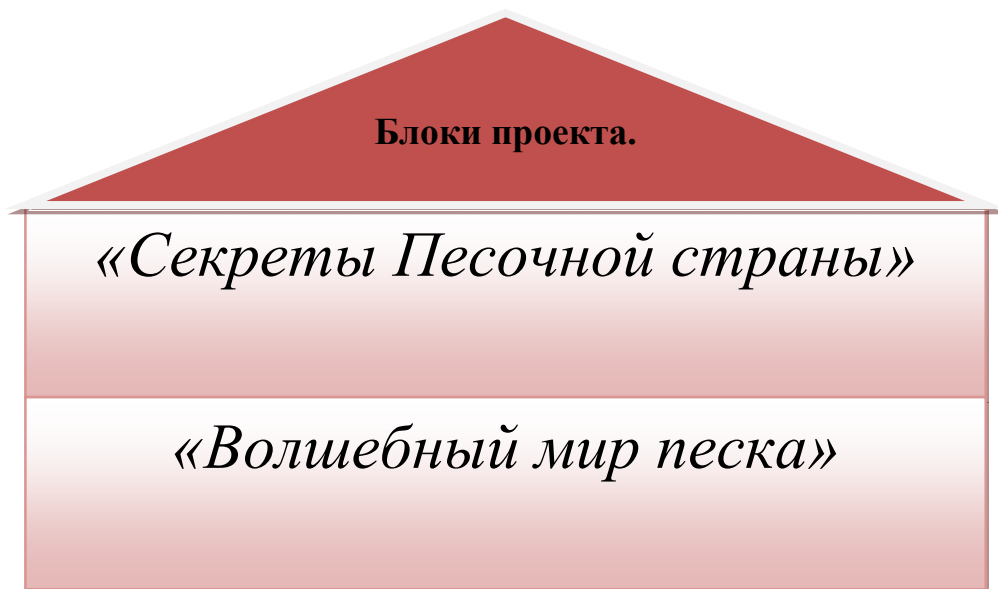 Блоки проекта.
«Секреты Песочной страны»
«Волшебный мир песка»